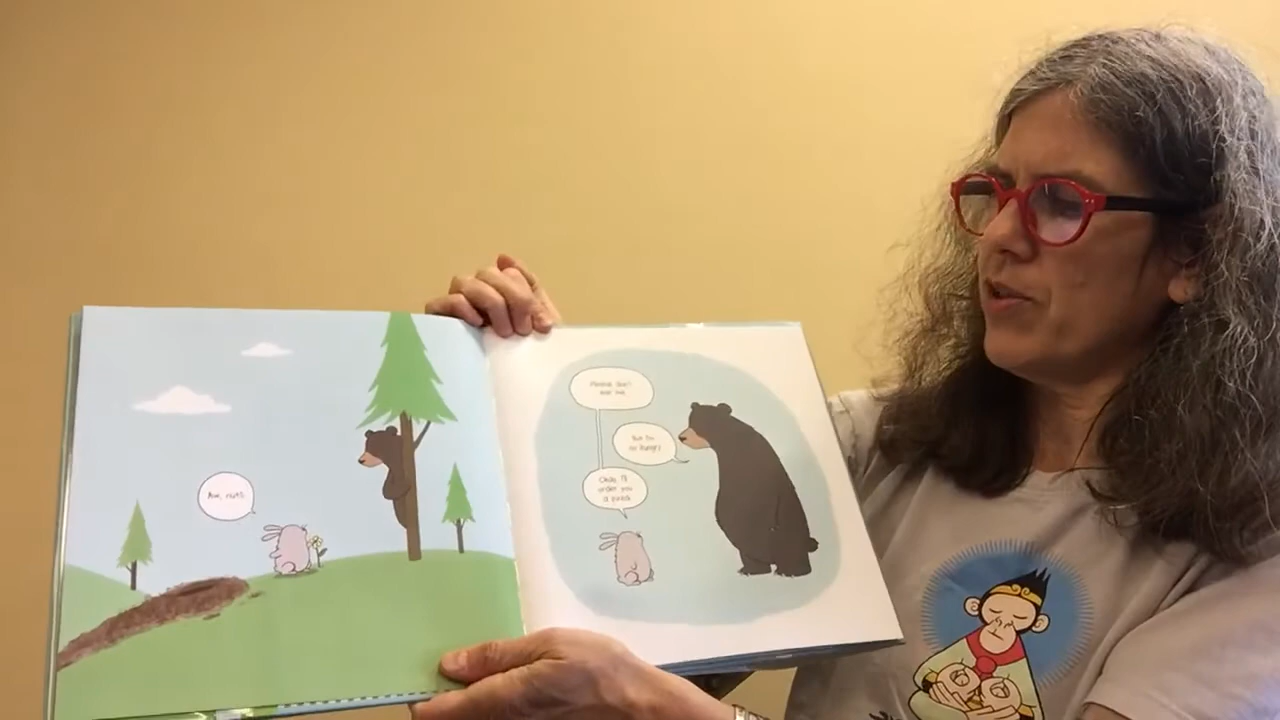 Aw, nuts.
Please don't
eat me.
But I'm
so hungry.
Okay, I'll
order you
a pizza.